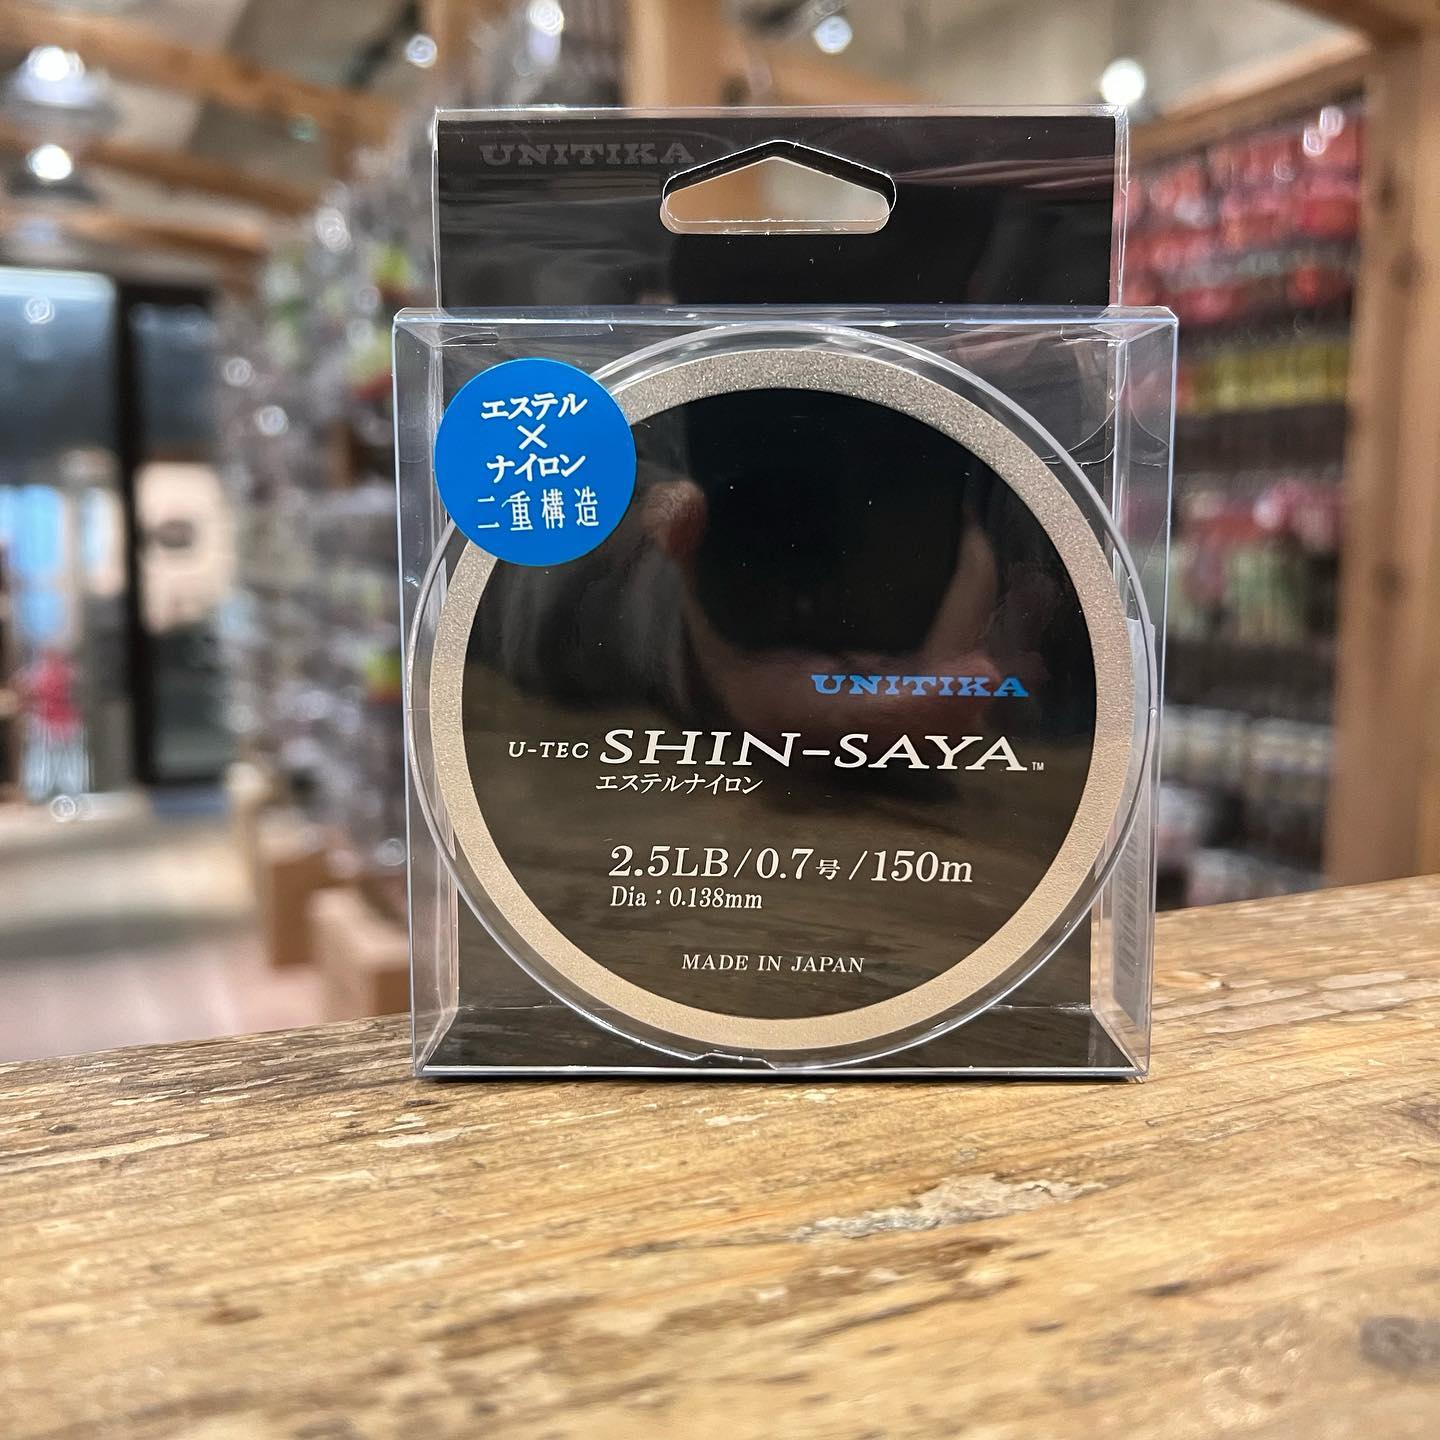 UNITIKA
エステル
×
ナイロン
二重構造
UNITIKA
U-TEC SHIN-SAYA™
エステルナイロン
2.5LB/0.7号/150m
Dia:0.138mm
MADE IN JAPAN